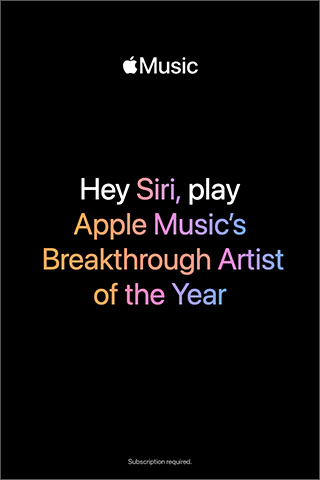 Music
Hey Siri, play
Apple Music’s
Breakthrough Artist
of the Year
Subscription required.